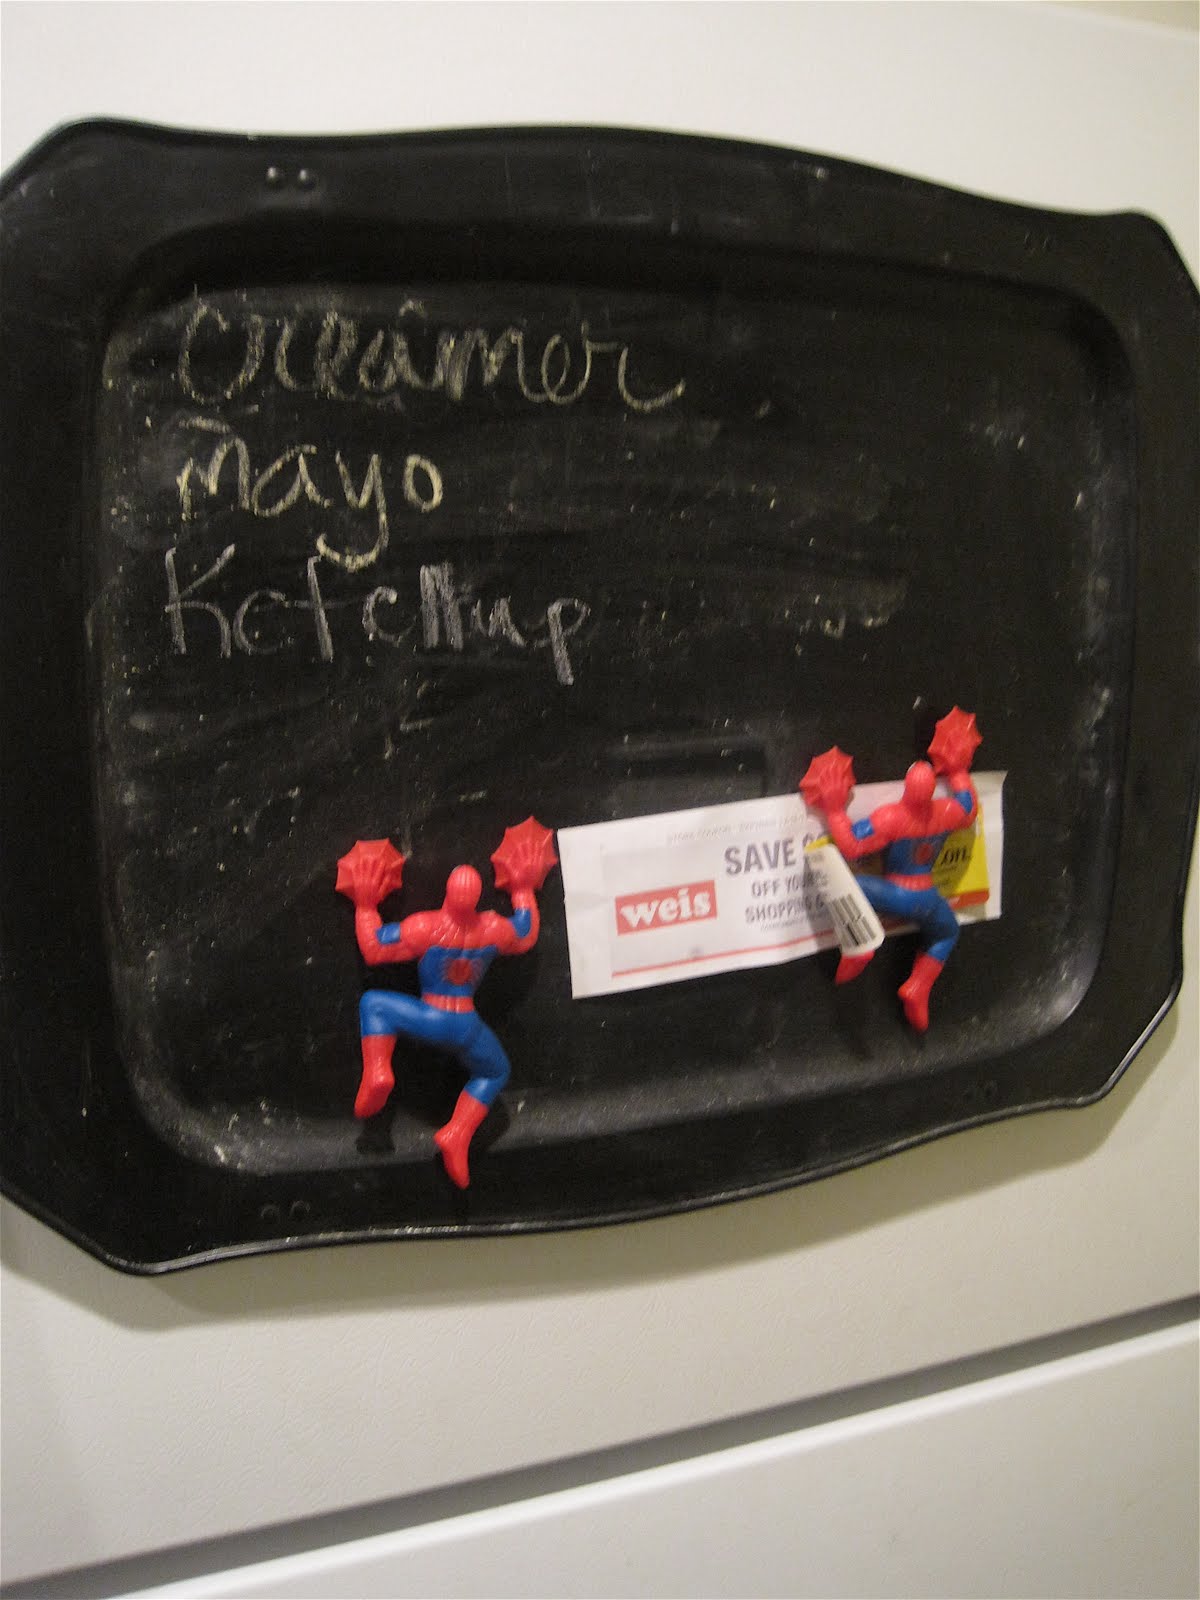 Creamer
Mayo
Ketchup
SAVE
weis
OFF YOUR
SHOPPING